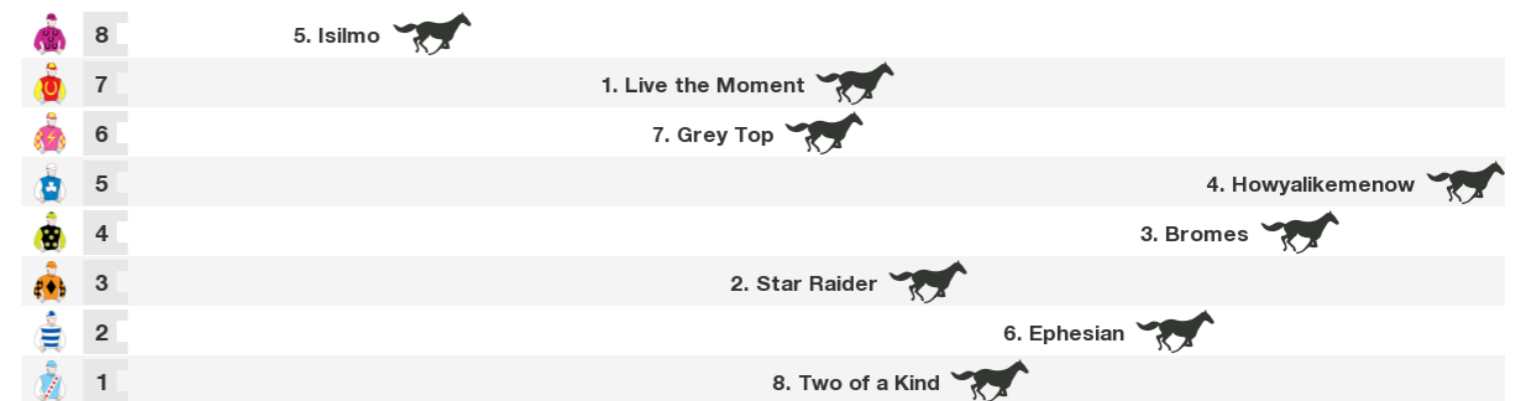 8 5. Isilmo
7 1. Live the Moment
6 7. Grey Top
5 4. Howyalikemenow
4 3. Bromes
3 2. Star Raider
2 6. Ephesian
1 8. Two of a Kind